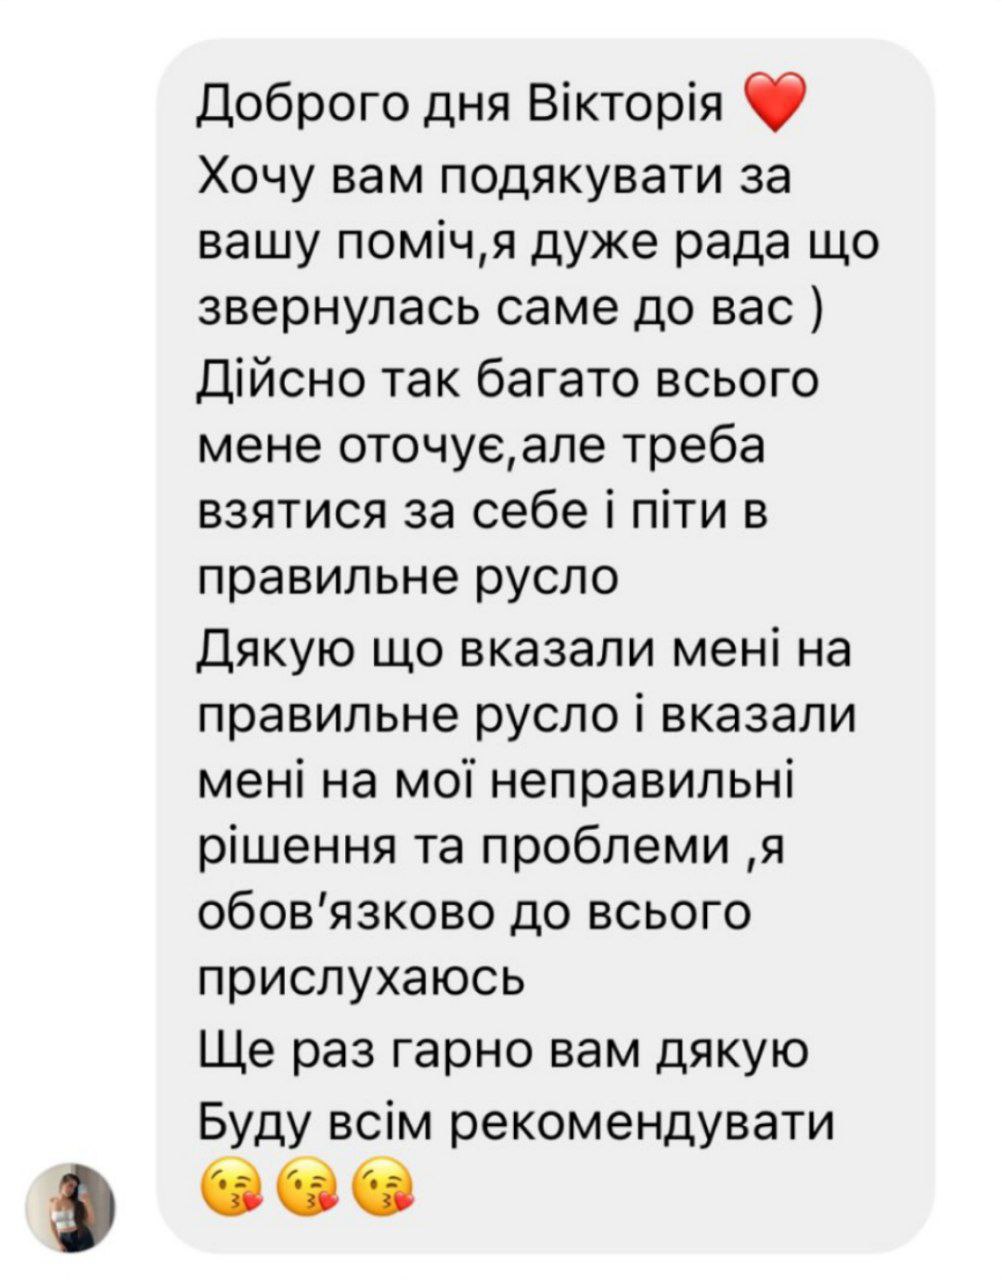 Доброго дня Вікторія ❤️
Хочу вам подякувати за
вашу поміч,я дуже рада що
звернулась саме до вас )
Дійсно так багато всього
мене оточує,але треба
взятися за себе і піти в
правильне русло
Дякую що вказали мені на
правильне русло і вказали
мені на мої неправильні
рішення та проблеми ,я
обов’язково до всього
прислухаюсь
Ще раз гарно вам дякую
Буду всім рекомендувати
😘😘😘